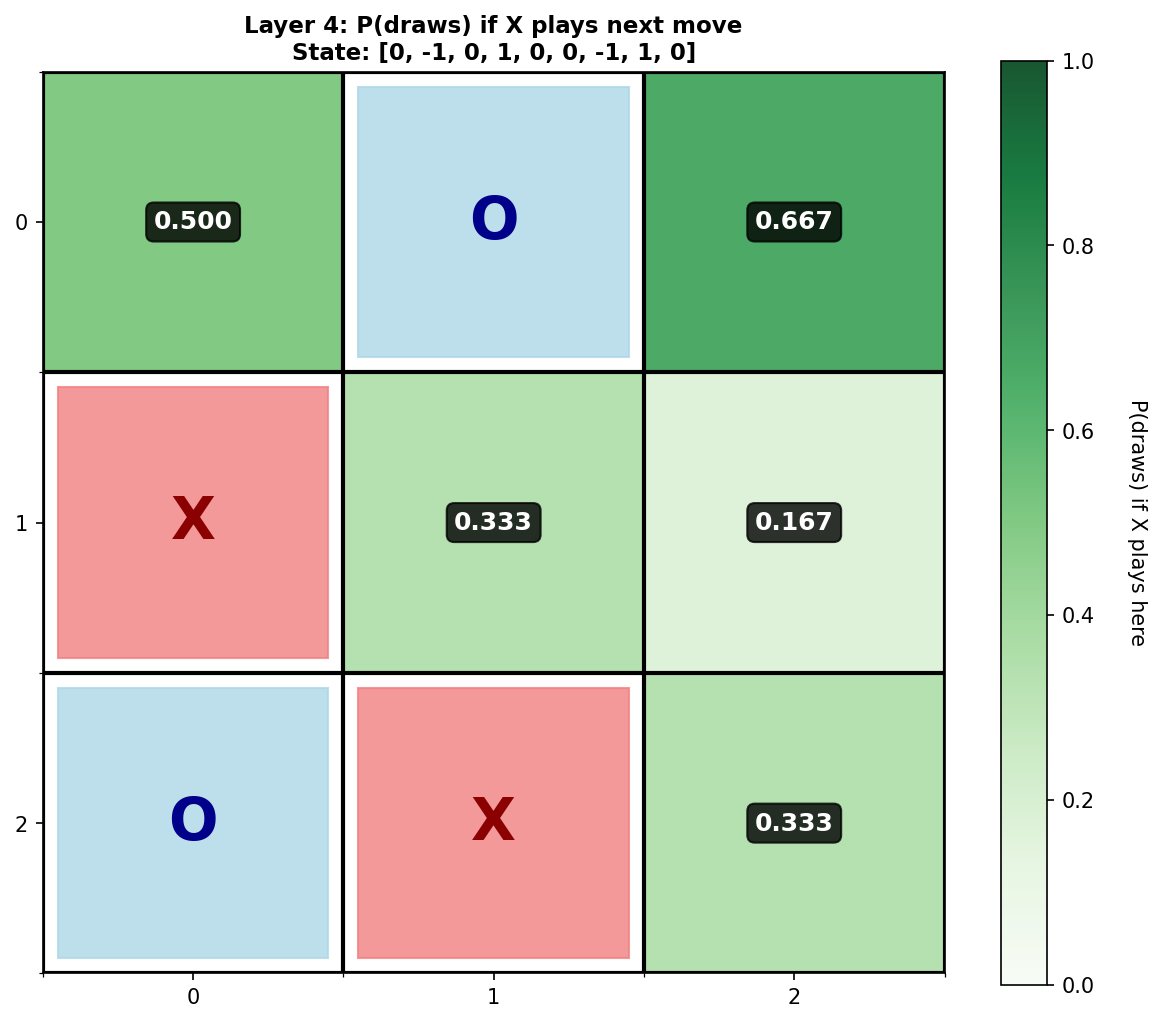 Layer 4: P(draws) if X plays next move
State: [0, -1, 0, 1, 0, 0, -1, 1, 0]
0.500 O 0.667
X 0.333 0.167
O X 0.333
0
1
2
0 1 2
1.0
0.8
0.6
0.4
0.2
0.0
P(draws) if X plays here